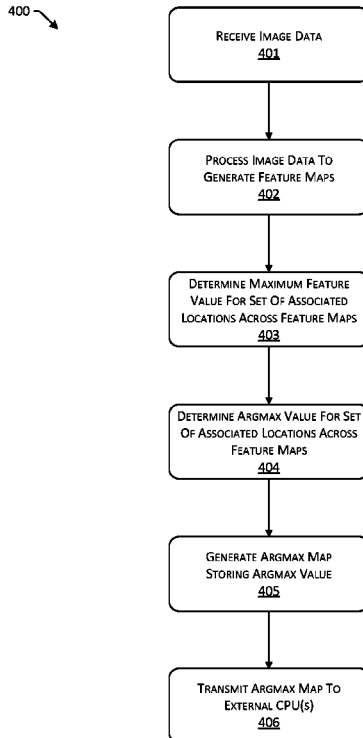 400
RECEIVE IMAGE DATA
401
PROCESS IMAGE DATA TO
GENERATE FEATURE MAPS
402
DETERMINE MAXIMUM FEATURE
VALUE FOR SET OF ASSOCIATED
LOCATIONS ACROSS FEATURE MAPS
403
DETERMINE ARGMAX VALUE FOR SET
OF ASSOCIATED LOCATIONS ACROSS
FEATURE MAPS
404
GENERATE ARGMAX MAP
STORING ARGMAX VALUE
405
TRANSMIT ARGMAX MAP TO
EXTERNAL CPU(S)
406